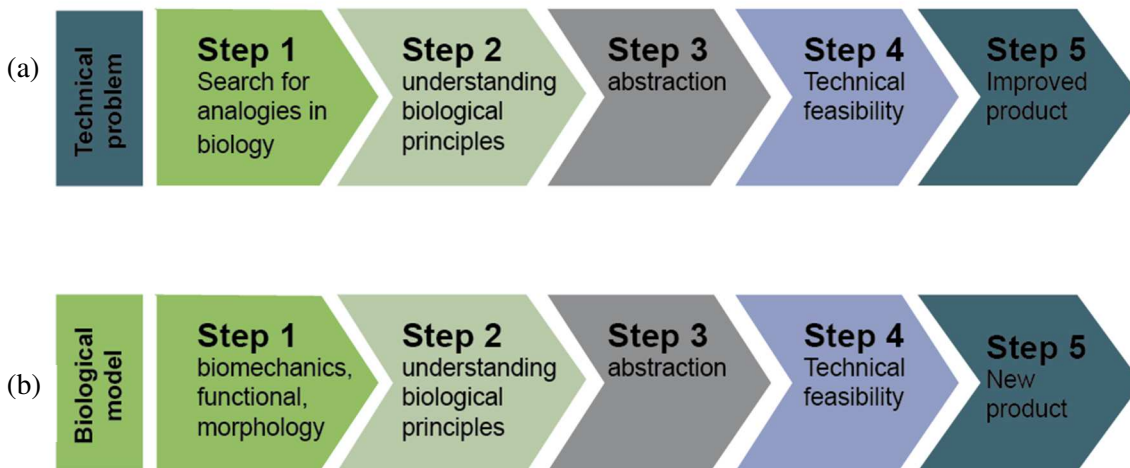 (a)
Technical
problem
Step 1
Search for
analogies in
biology
Step 2
understanding
biological
principles
Step 3
abstraction
Step 4
Technical
feasibility
Step 5
Improved
product
(b)
Biological
model
Step 1
biomechanics,
functional,
morphology
Step 2
understanding
biological
principles
Step 3
abstraction
Step 4
Technical
feasibility
Step 5
New
product